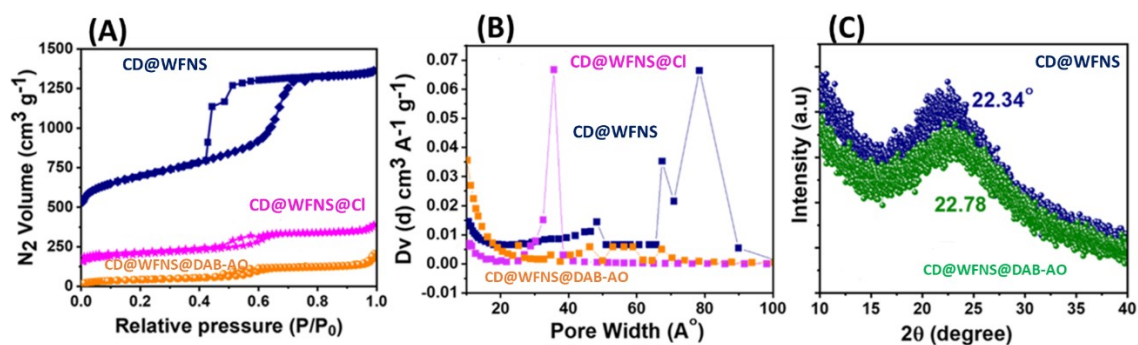 (A)
1500
1250
1000
750
500
250
0
N2 Volume (cm3 g-1)
CD@WFNS
CD@WFNS@Cl
CD@WFNS@DAB-AO
0.0 0.2 0.4 0.6 0.8 1.0
Relative pressure (P/P0)
(B)
0.07
0.06
0.05
0.04
0.03
0.02
0.01
0.00
-0.01
Dv (d) cm3 A-1 g-1)
CD@WFNS@Cl
CD@WFNS
CD@WFNS@DAB-AO
20 40 60 80 100
Pore Width (A°)
(C)
Intensity (a.u)
CD@WFNS
22.34°
22.78
CD@WFNS@DAB-AO
10 15 20 25 30 35 40
2θ (degree)